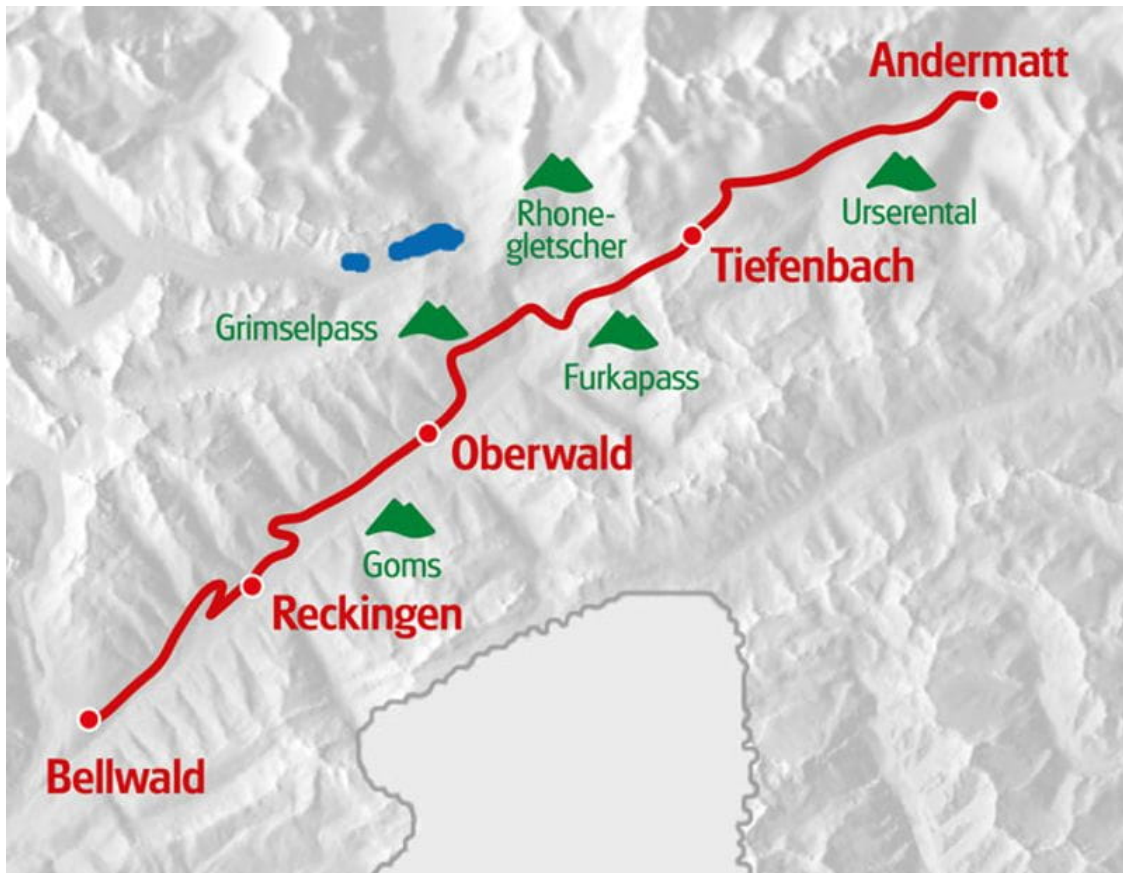 Andermatt
Rhone-
gletscher
Urserental
Tiefenbach
Grimselpass
Furkapass
Oberwald
Goms
Reckingen
Bellwald